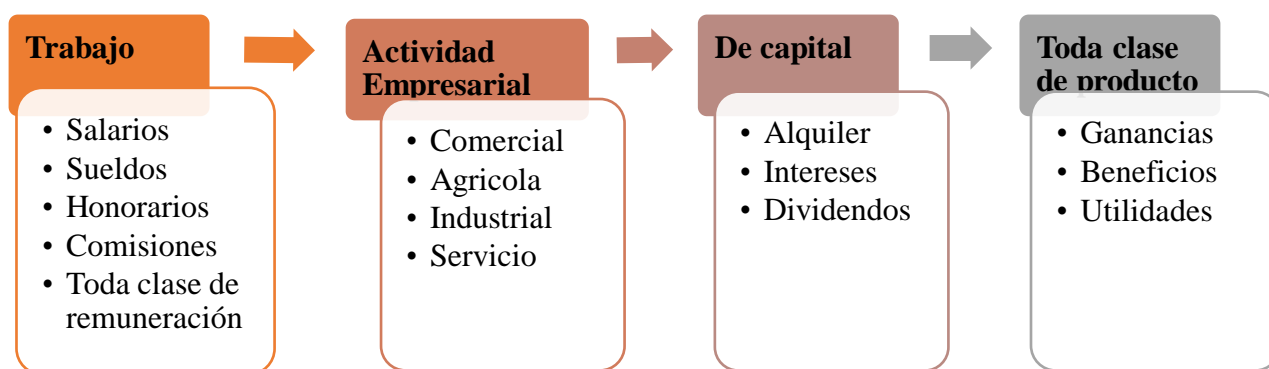 Trabajo
• Salarios
• Sueldos
• Honorarios
• Comisiones
• Toda clase de
remuneración
Actividad
Empresarial
• Comercial
• Agricola
• Industrial
• Servicio
De capital
• Alquiler
• Intereses
• Dividendos
Toda clase
de producto
• Ganancias
• Beneficios
• Utilidades